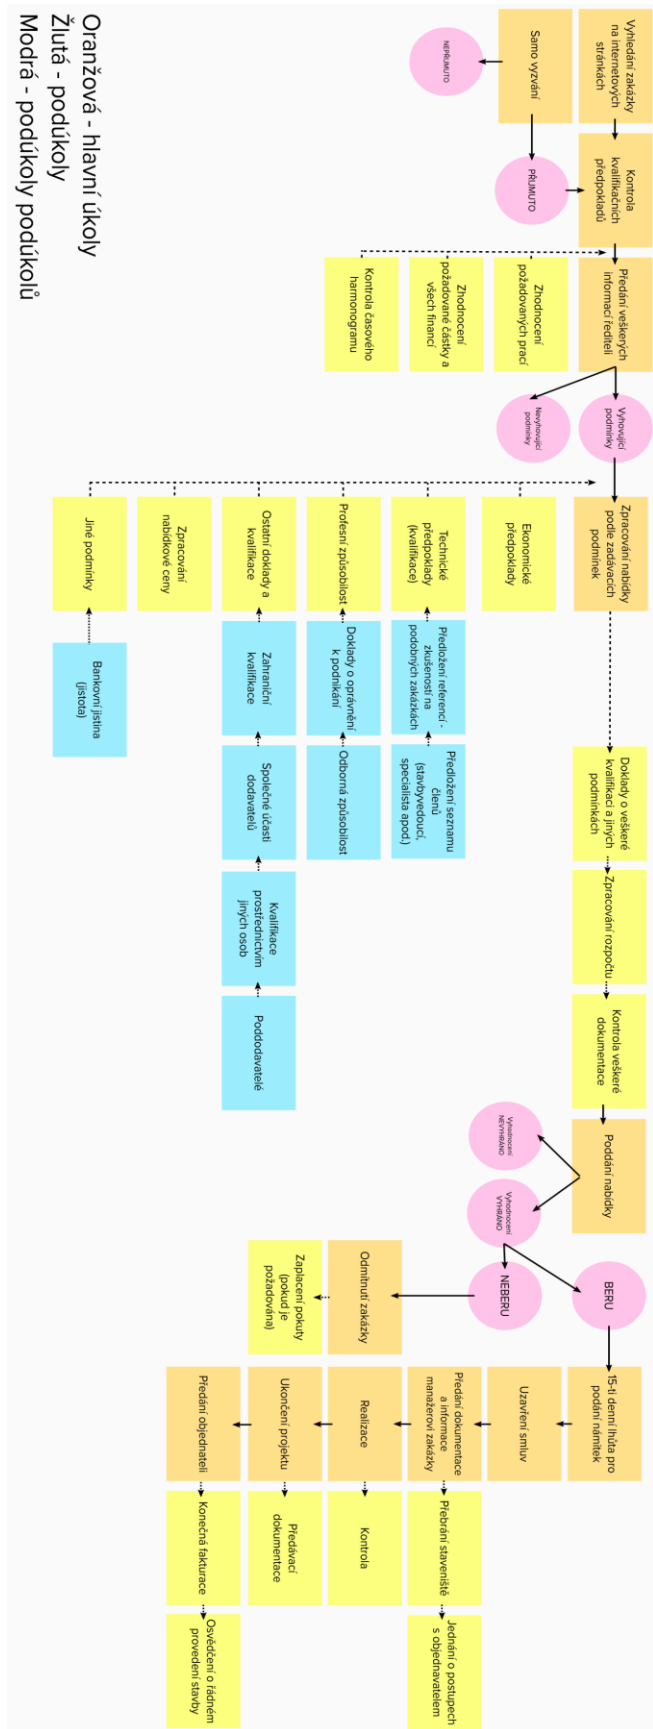 Vyhledání zakázky
na internetových
stránkách
Kontrola
kvalifikačních
předpokladů
Předání veškerých
informací řediteli
Vyhovující
podmínky
Zpracování nabídky
podle zadávacích
podmínek
Doklady o veškeré
kvalifikaci a jiných
podmínkách
Zpracování rozpočtu
Kontrola veškeré
dokumentace
Poddání nabídky
BERU
15-ti denní lhůta pro
podání námitek
Samo vyzvání
PŘIJMUTO
NEPŘIJMUTO
Zhodnocení
požadovaných prací
Zhodnocení
požadované částky a
všech financí
Kontrola časového
harmonogramu
Nevyhovující
podmínky
Ekonomické
předpoklady
Technické
předpoklady
(kvalifikace)
Předložení referencí -
zkušeností na
podobných zakázkách
Předložení seznamu
členů
(stavbyvedoucí,
specialista apod.)
Profesní způsobilost
Doklady o oprávnění
k podnikání
Odborná způsobilost
Ostatní doklady a
kvalifikace
Zahraniční
kvalifikace
Společné účasti
dodavatelů
Kvalifikace
prostřednictvím
jiných osob
Poddodavatelé
Zpracování
nabídkové ceny
Jiné podmínky
Bankovní jistina
(jistota)
Vyhodnocení
NEVYHRÁNO
Vyhodnocení
VYHRÁNO
NEBERU
Odmítnutí zakázky
Zaplacení pokuty
(pokud je
požadována)
Uzavření smluv
Předání dokumentace
a informace
manažerovi zakázky
Přebrání staveniště
Jednání o postupech
s objednavatelem
Realizace
Kontrola
Ukončení projektu
Předávací
dokumentace
Předání objednateli
Konečná fakturace
Osvědčení o řádném
provedení stavby
Oranžová - hlavní úkoly
Žlutá - podúkoly
Modrá - podúkoly podúkolů